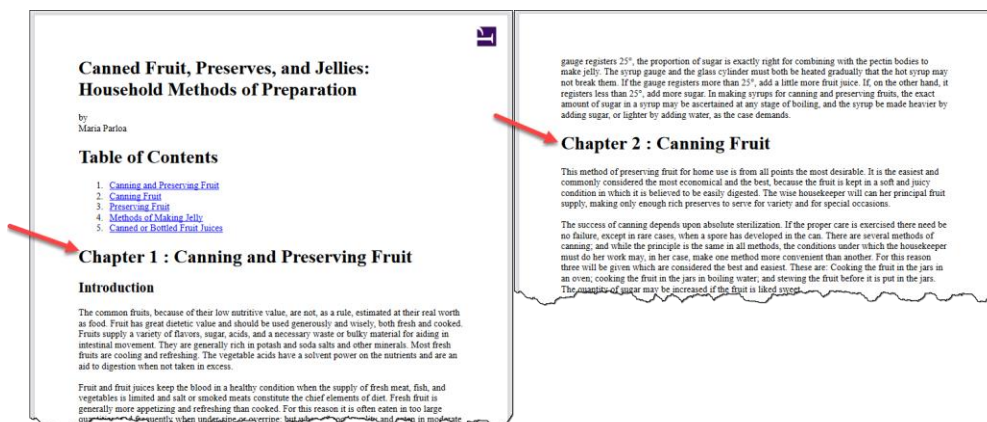 Canned Fruit, Preserves, and Jellies:
Household Methods of Preparation
by
Maria Parloa
Table of Contents
1. Canning and Preserving Fruit
2. Canning Fruit
3. Preserving Fruit
4. Methods of Making Jelly
5. Canned or Bottled Fruit Juices
Chapter 1 : Canning and Preserving Fruit
Introduction
The common fruits, because of their low nutritive value, are not, as a rule, estimated at their real worth
as food. Fruit has great dietetic value and should be used generously and wisely, both fresh and cooked.
Fruits supply a variety of flavors, sugar, acids, and a necessary waste or bulky material for aiding in
intestinal movement. They are generally rich in potash and soda salts and other minerals. Most fresh
fruits are cooling and refreshing. The vegetable acids have a solvent power on the nutrients and are an
aid to digestion when not taken in excess.
Fruit and fruit juices keep the blood in a healthy condition when the supply of fresh meat, fish, and
vegetables is limited and salt or smoked meats constitute the chief elements of diet. Fresh fruit is
generally more appetizing and refreshing than cooked. For this reason it is often eaten in too large
gauge registers 25°, the proportion of sugar is exactly right for combining with the pectin bodies to
make jelly. The syrup gauge and the glass cylinder must both be heated gradually that the hot syrup may
not break them. If the gauge registers more than 25°, add a little more fruit juice. If, on the other hand, it
registers less than 25°, add more sugar. In making syrups for canning and preserving fruits, the exact
amount of sugar in a syrup may be ascertained at any stage of boiling, and the syrup be made heavier by
adding sugar, or lighter by adding water, as the case demands.
Chapter 2 : Canning Fruit
This method of preserving fruit for home use is from all points the most desirable. It is the easiest and
commonly considered the most economical and the best, because the fruit is kept in a soft and juicy
condition in which it is believed to be easily digested. The wise housekeeper will can her principal fruit
supply, making only enough rich preserves to serve for variety and for special occasions.
The success of canning depends upon absolute sterilization. If the proper care is exercised there need be
no failure, except in rare cases, when a spore has developed in the can. There are several methods of
canning; and while the principle is the same in all methods, the conditions under which the housekeeper
must do her work may, in her case, make one method more convenient than another. For this reason
three will be given which are considered the best and easiest. These are: Cooking the fruit in the jars in
an oven; cooking the fruit in the jars in boiling water; and stewing the fruit before it is put in the jars.
The quantity of sugar may be increased if the fruit is liked sweet.